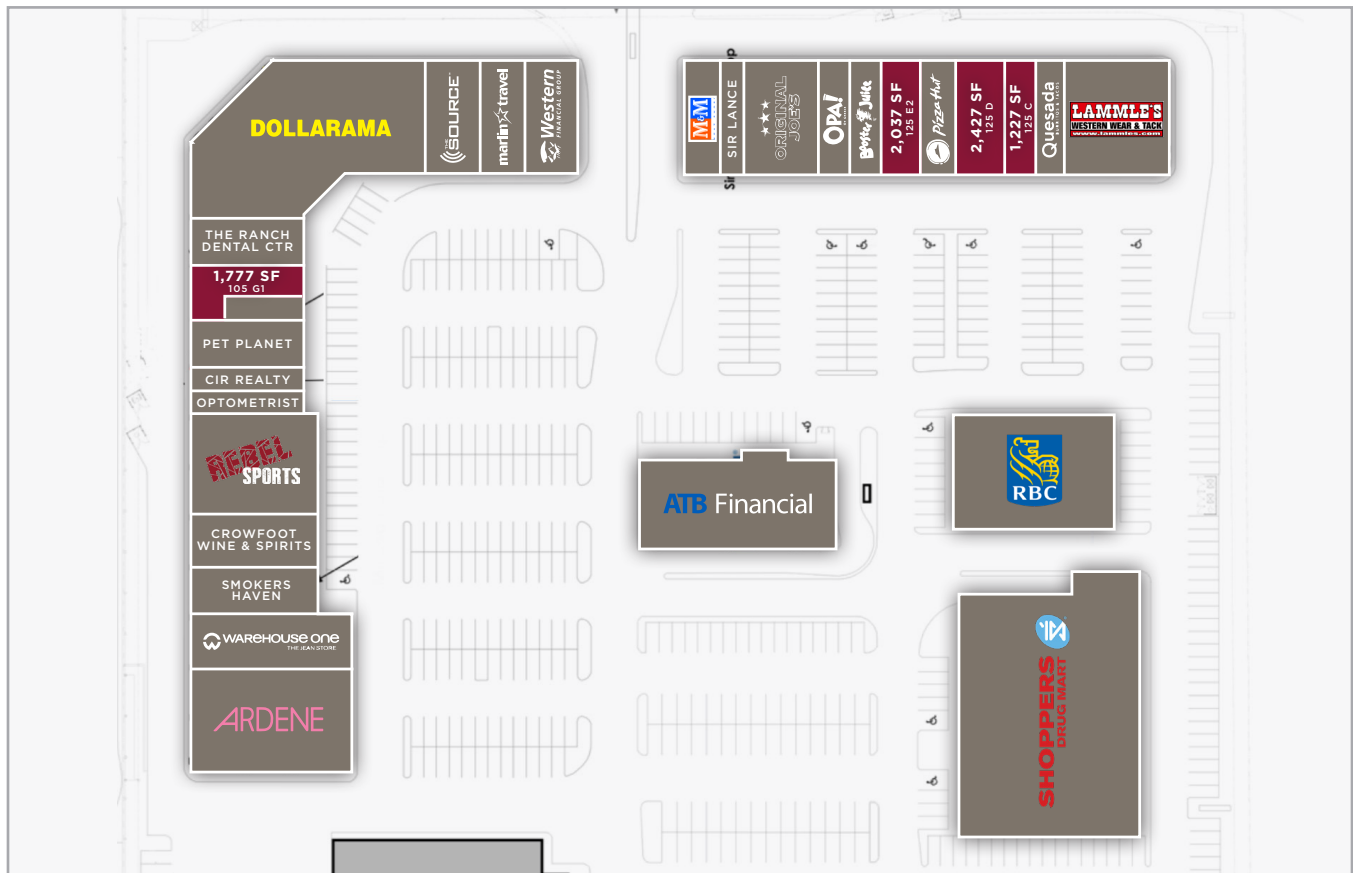 DOLLARAMA
THE SOURCE
marlin travel
Western
FINANCIAL GROUP
THE RANCH
DENTAL CTR
1,777 SF
105 G1
PET PLANET
CIR REALTY
OPTOMETRIST
REBEL
SPORTS
CROWFOOT
WINE & SPIRITS
SMOKERS
HAVEN
WAREHOUSE ONE
THE JEAN STORE
ARDENE
M&M
SIR LANCE
ORIGINAL
JOE'S
OPA!
Booster Juice
2,037 SF
125 E2
Pizza Hut
2,427 SF
125 D
1,227 SF
125 C
Quesada
BURRITOS & TACOS
LAMMLE'S
WESTERN WEAR & TACK
www.lammles.com
ATB Financial
RBC
SHOPPERS
DRUG MART